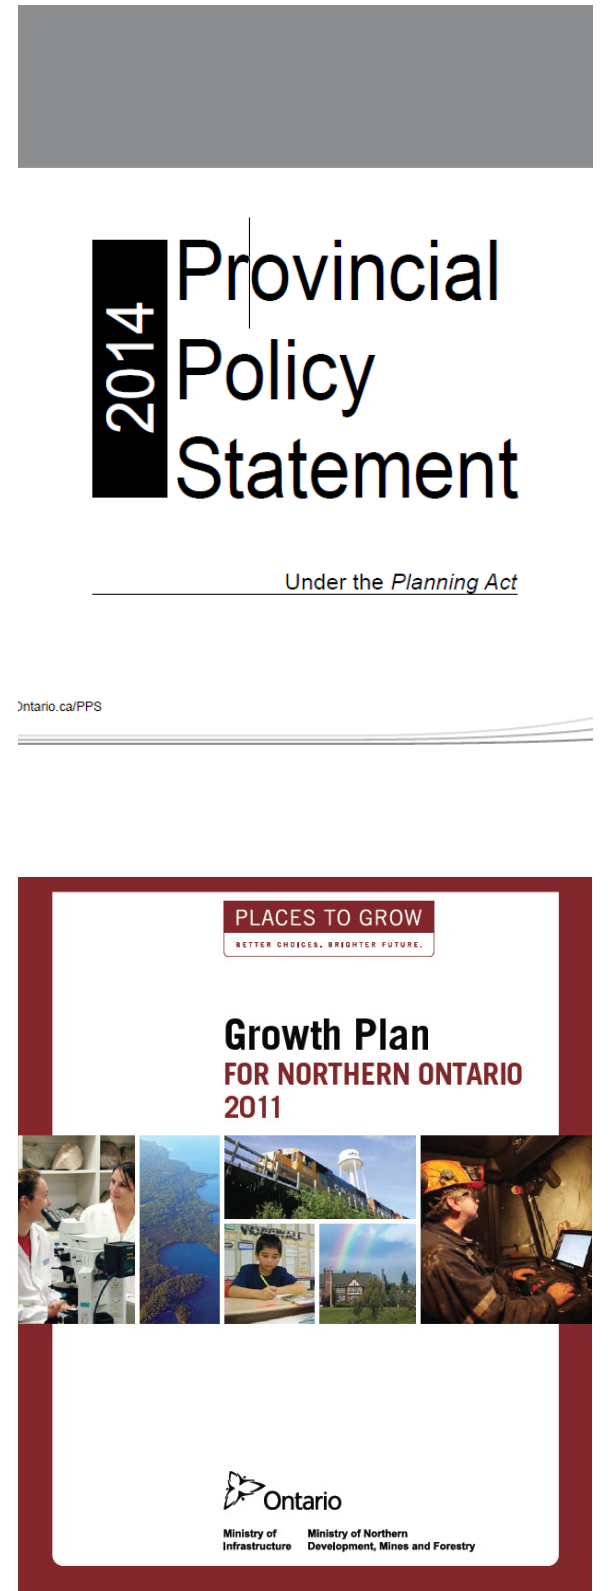 2014
Provincial
Policy
Statement
Under the Planning Act
Ontario.ca/PPS
PLACES TO GROW
BETTER CHOICES. BRIGHTER FUTURE.
Growth Plan
FOR NORTHERN ONTARIO
2011
Ontario
Ministry of Infrastructure
Ministry of Northern Development, Mines and Forestry